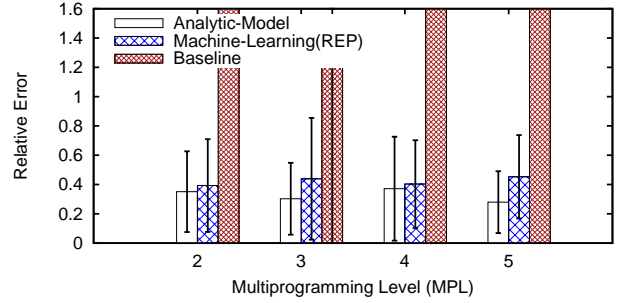 1.6
1.4
1.2
1
0.8
0.6
0.4
0.2
0
Relative Error
Analytic-Model
Machine-Learning(REP)
Baseline
2 3 4 5
Multiprogramming Level (MPL)